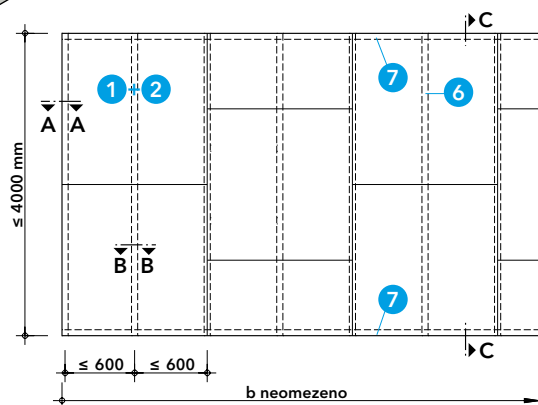 C
7
1 + 2
6
A A
≤ 4000 mm
B B
7
C
≤ 600 ≤ 600
b neomezeno